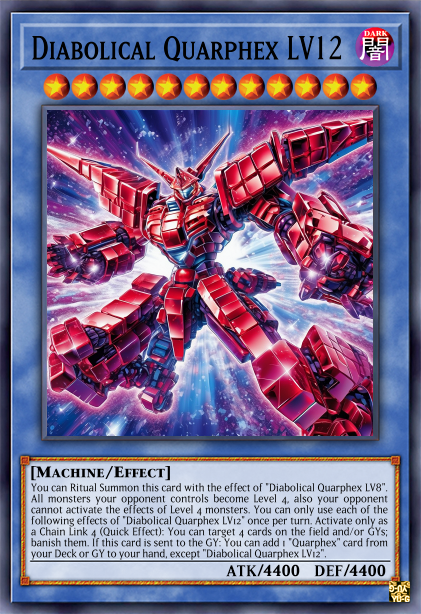 Diabolical Quarphex LV12
DARK
闇
[Machine/Effect]
You can Ritual Summon this card with the effect of "Diabolical Quarphex LV8".
All monsters your opponent controls become Level 4, also your opponent
cannot activate the effects of Level 4 monsters. You can only use each of the
following effects of "Diabolical Quarphex LV12" once per turn. Activate only as
a Chain Link 4 (Quick Effect): You can target 4 cards on the field and/or GYs;
banish them. If this card is sent to the GY: You can add 1 "Quarphex" card from
your Deck or GY to your hand, except "Diabolical Quarphex LV12".
ATK/4400 DEF/4400